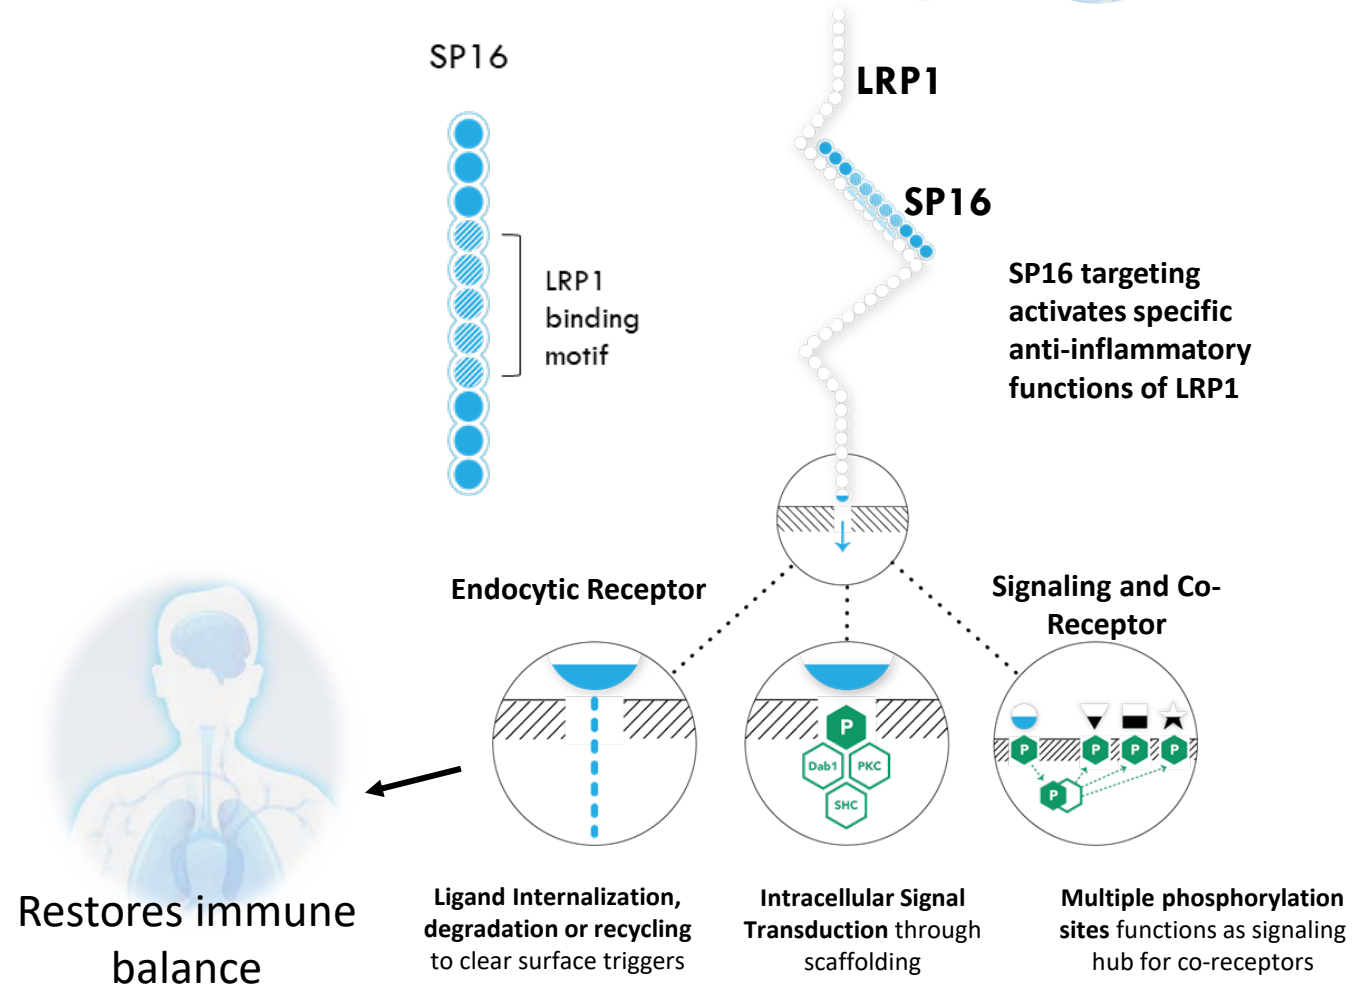 SP16
LRP1
binding
motif
LRP1
SP16
SP16 targeting
activates specific
anti-inflammatory
functions of LRP1
Endocytic Receptor
Signaling and Co-
Receptor
P
Dab1
PKC
SHC
P
P
P
P
P
Restores immune
balance
Ligand Internalization,
degradation or recycling
to clear surface triggers
Intracellular Signal
Transduction through
scaffolding
Multiple phosphorylation
sites functions as signaling
hub for co-receptors